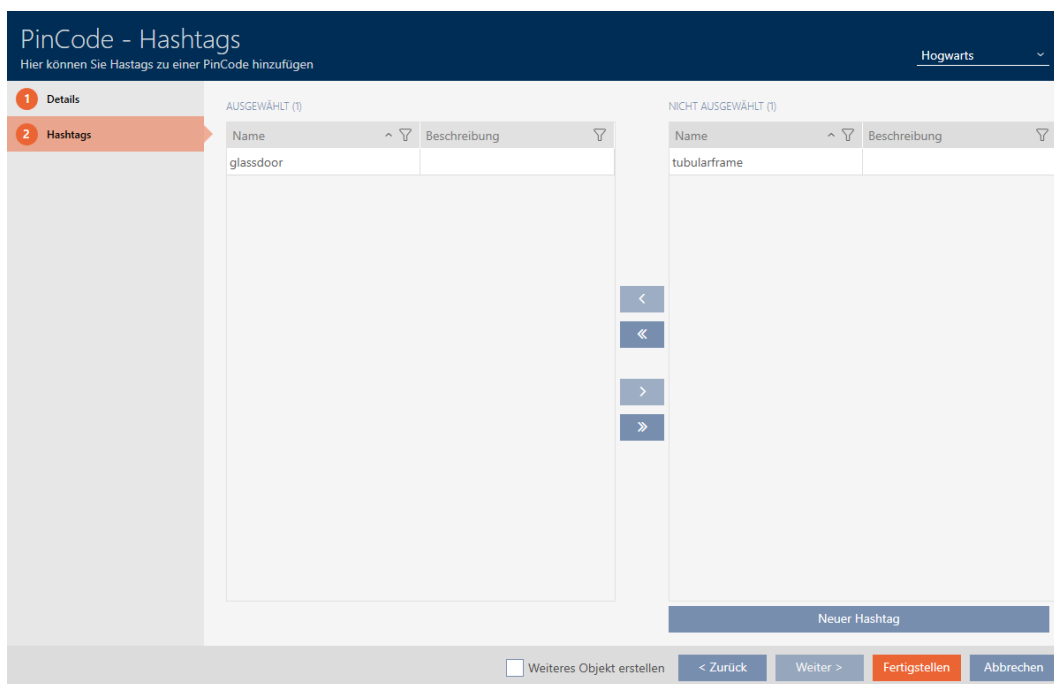 PinCode - Hashtags
Hier können Sie Hastags zu einer PinCode hinzufügen
Hogwarts
1 Details
2 Hashtags
AUSGEWÄHLT (1)
Name Beschreibung
glassdoor
NICHT AUSGEWÄHLT (1)
Name Beschreibung
tubularframe
Neuer Hashtag
Weiteres Objekt erstellen < Zurück Weiter > Fertigstellen Abbrechen